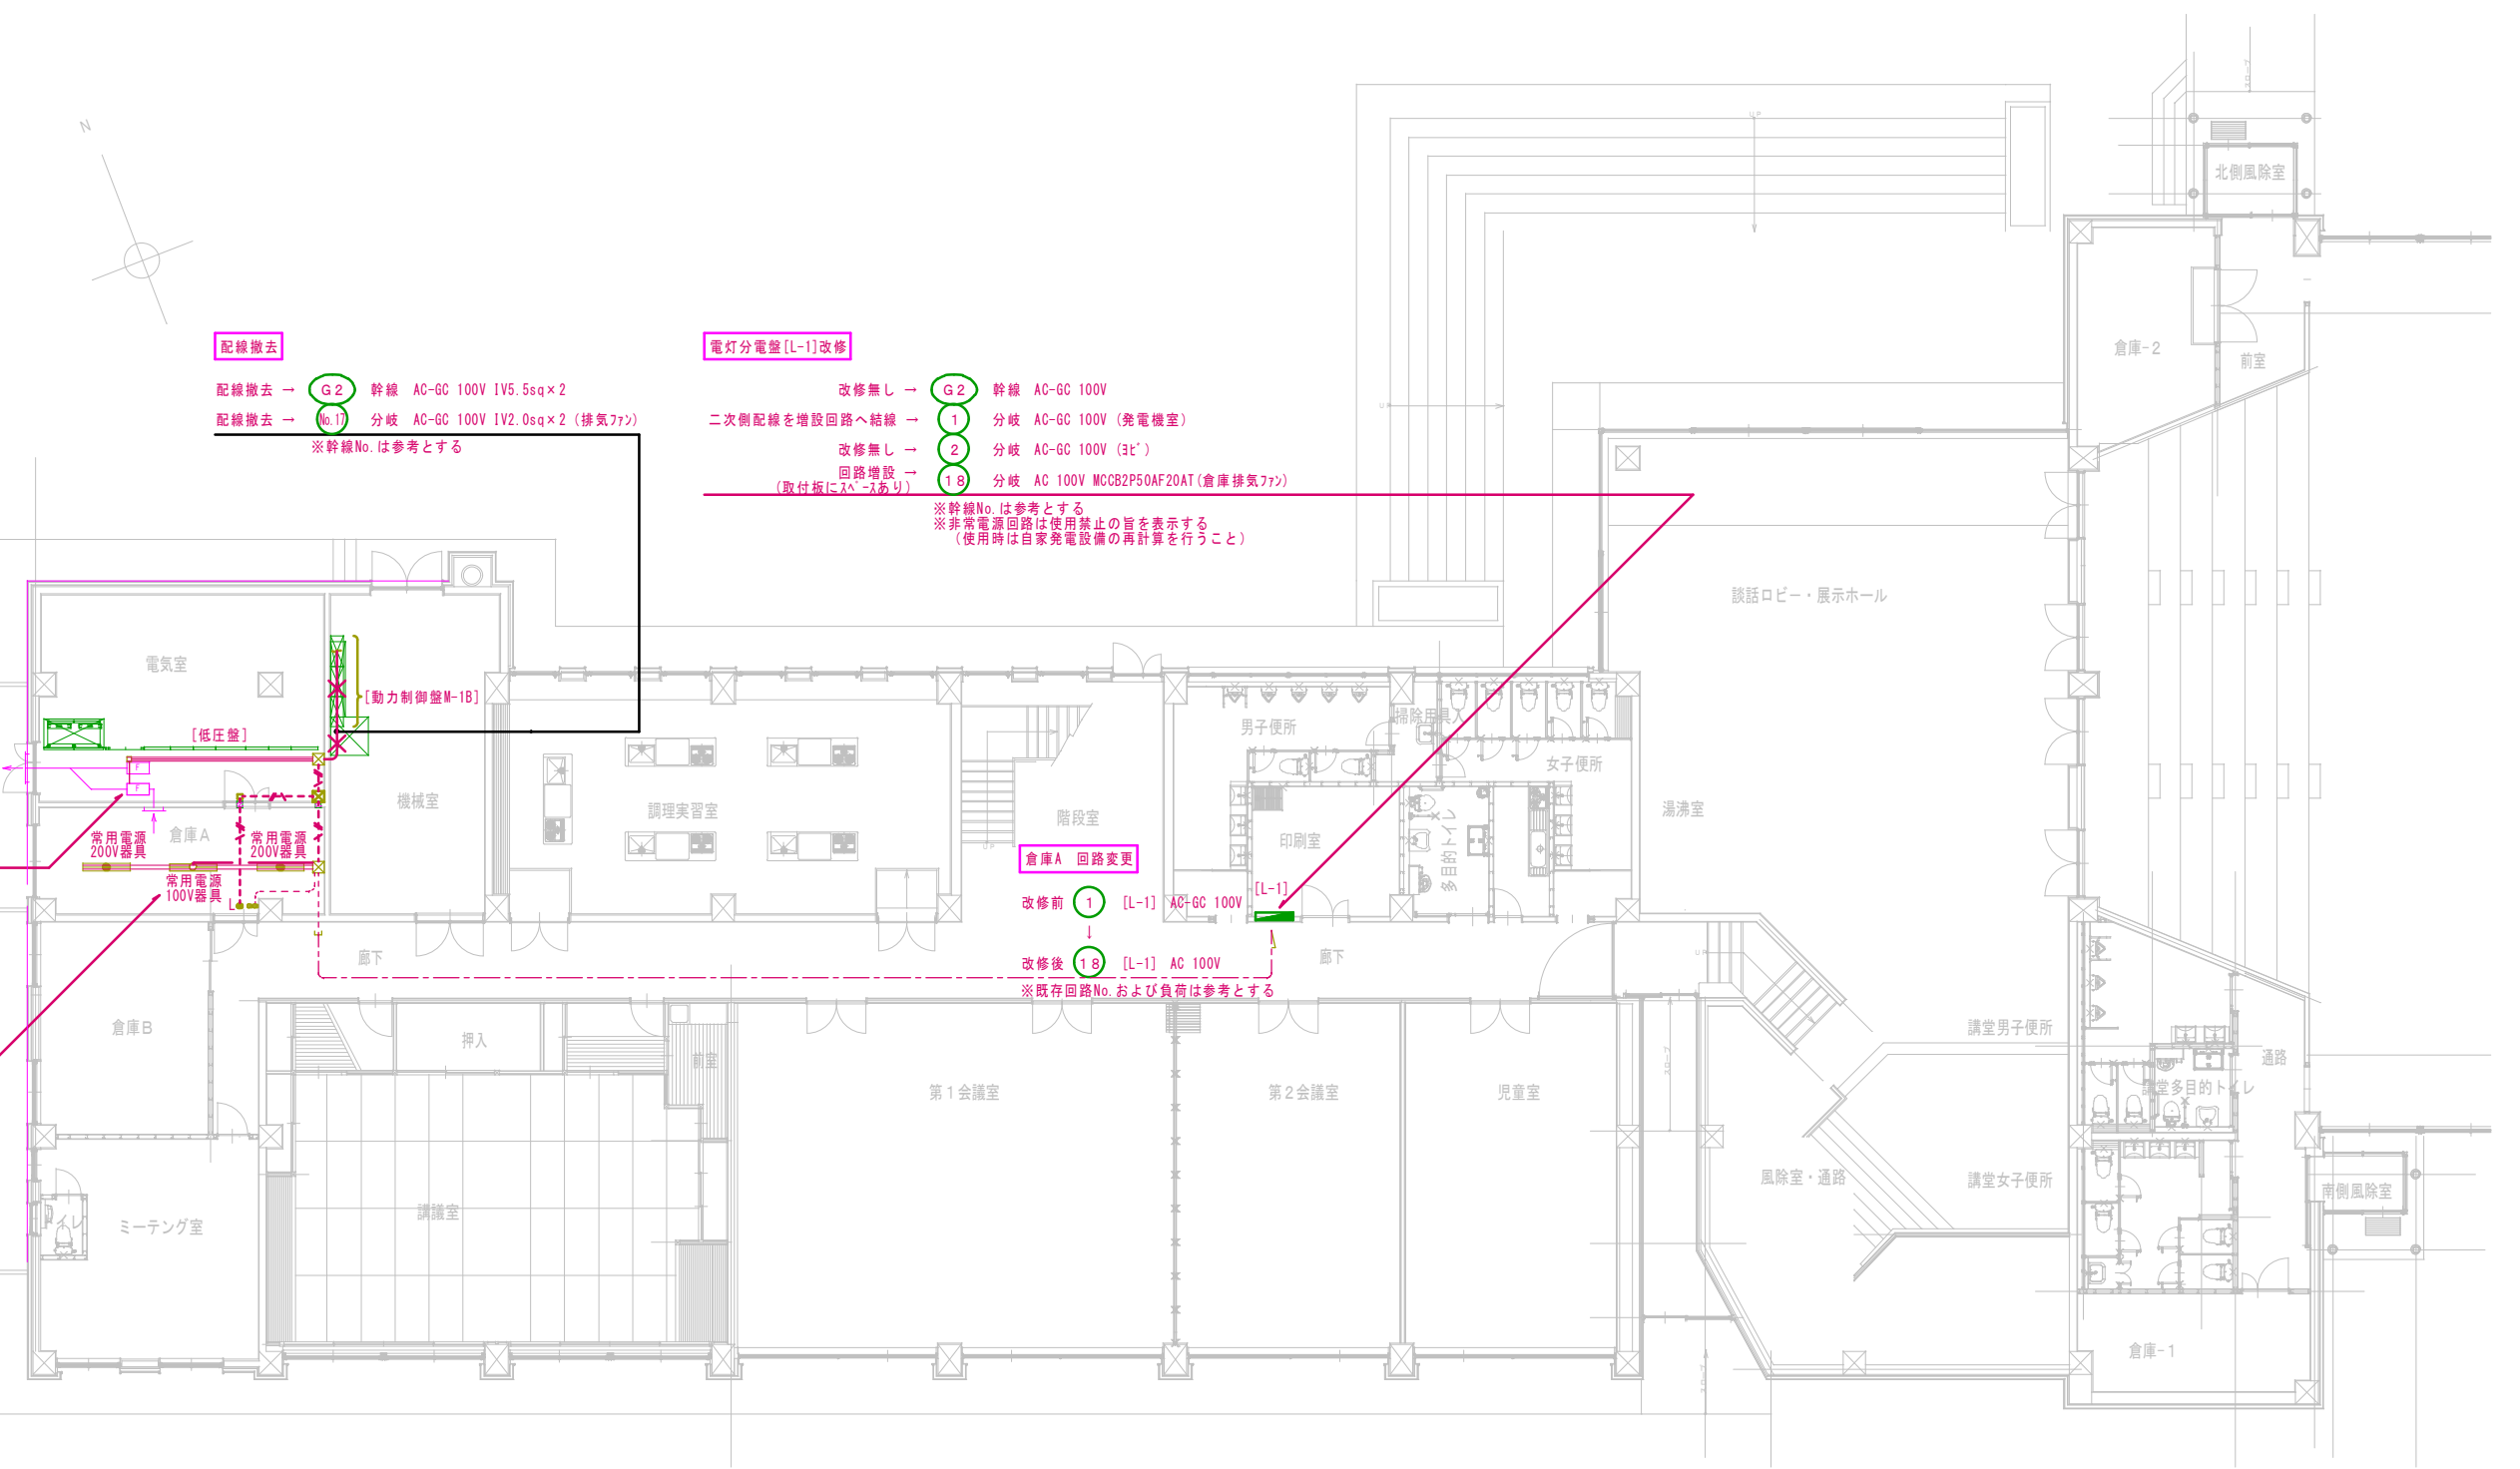 N
UP
スロープ
北側風除室
配線撤去
配線撤去 → G2 幹線 AC-GC 100V IV5.5sq×2
配線撤去 → No.17 分岐 AC-GC 100V IV2.0sq×2 (排気ファン)
※幹線No.は参考とする
電灯分電盤[L-1]改修
改修無し → G2 幹線 AC-GC 100V
二次側配線を増設回路へ結線 → 1 分岐 AC-GC 100V (発電機室)
改修無し → 2 分岐 AC-GC 100V (ヨビ)
回路増設 →
(取付板にスペースあり) 18 分岐 AC 100V MCCB2P50AF20AT(倉庫排気ファン)
※幹線No.は参考とする
※非常電源回路は使用禁止の旨を表示する
(使用時は自家発電設備の再計算を行うこと)
UP
倉庫-2
前室
談話ロビー・展示ホール
電気室
[動力制御盤M-1B]
[低圧盤]
F
F
機械室
倉庫A
常用電源
200V器具
常用電源
200V器具
常用電源
100V器具
L
調理実習室
階段室
UP
男子便所
掃除用具入
女子便所
印刷室
多目的トイレ
湯沸室
[L-1]
倉庫A 回路変更
改修前 1 [L-1] AC-GC 100V
↓
改修後 18 [L-1] AC 100V
※既存回路No.および負荷は参考とする
廊下
廊下
UP
倉庫B
押入
前室
第1会議室
第2会議室
児童室
スロープ
講堂男子便所
通路
講堂多目的トイレ
風除室・通路
講堂女子便所
南側風除室
トイレ
ミーテング室
講議室
倉庫-1
スロープ